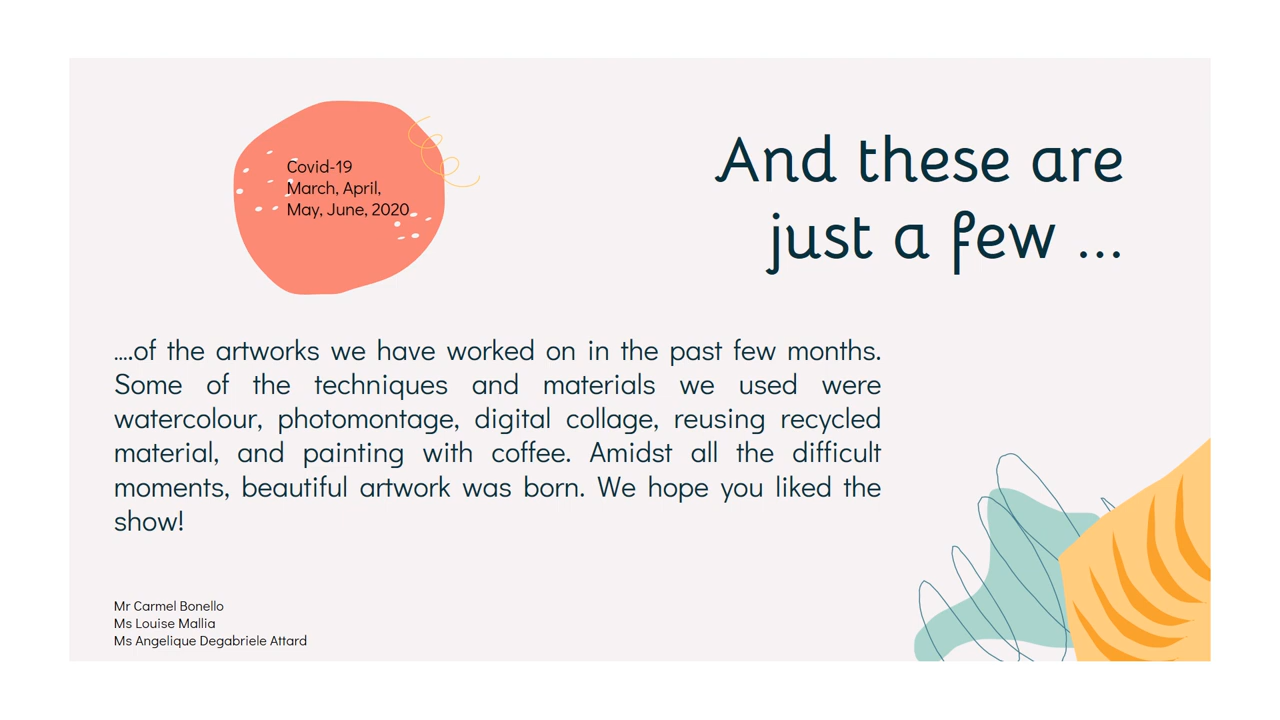 Covid-19
March, April,
May, June, 2020
And these are
just a few ...
....of the artworks we have worked on in the past few months.
Some of the techniques and materials we used were
watercolour, photomontage, digital collage, reusing recycled
material, and painting with coffee. Amidst all the difficult
moments, beautiful artwork was born. We hope you liked the
show!
Mr Carmel Bonello
Ms Louise Mallia
Ms Angelique Degabriele Attard